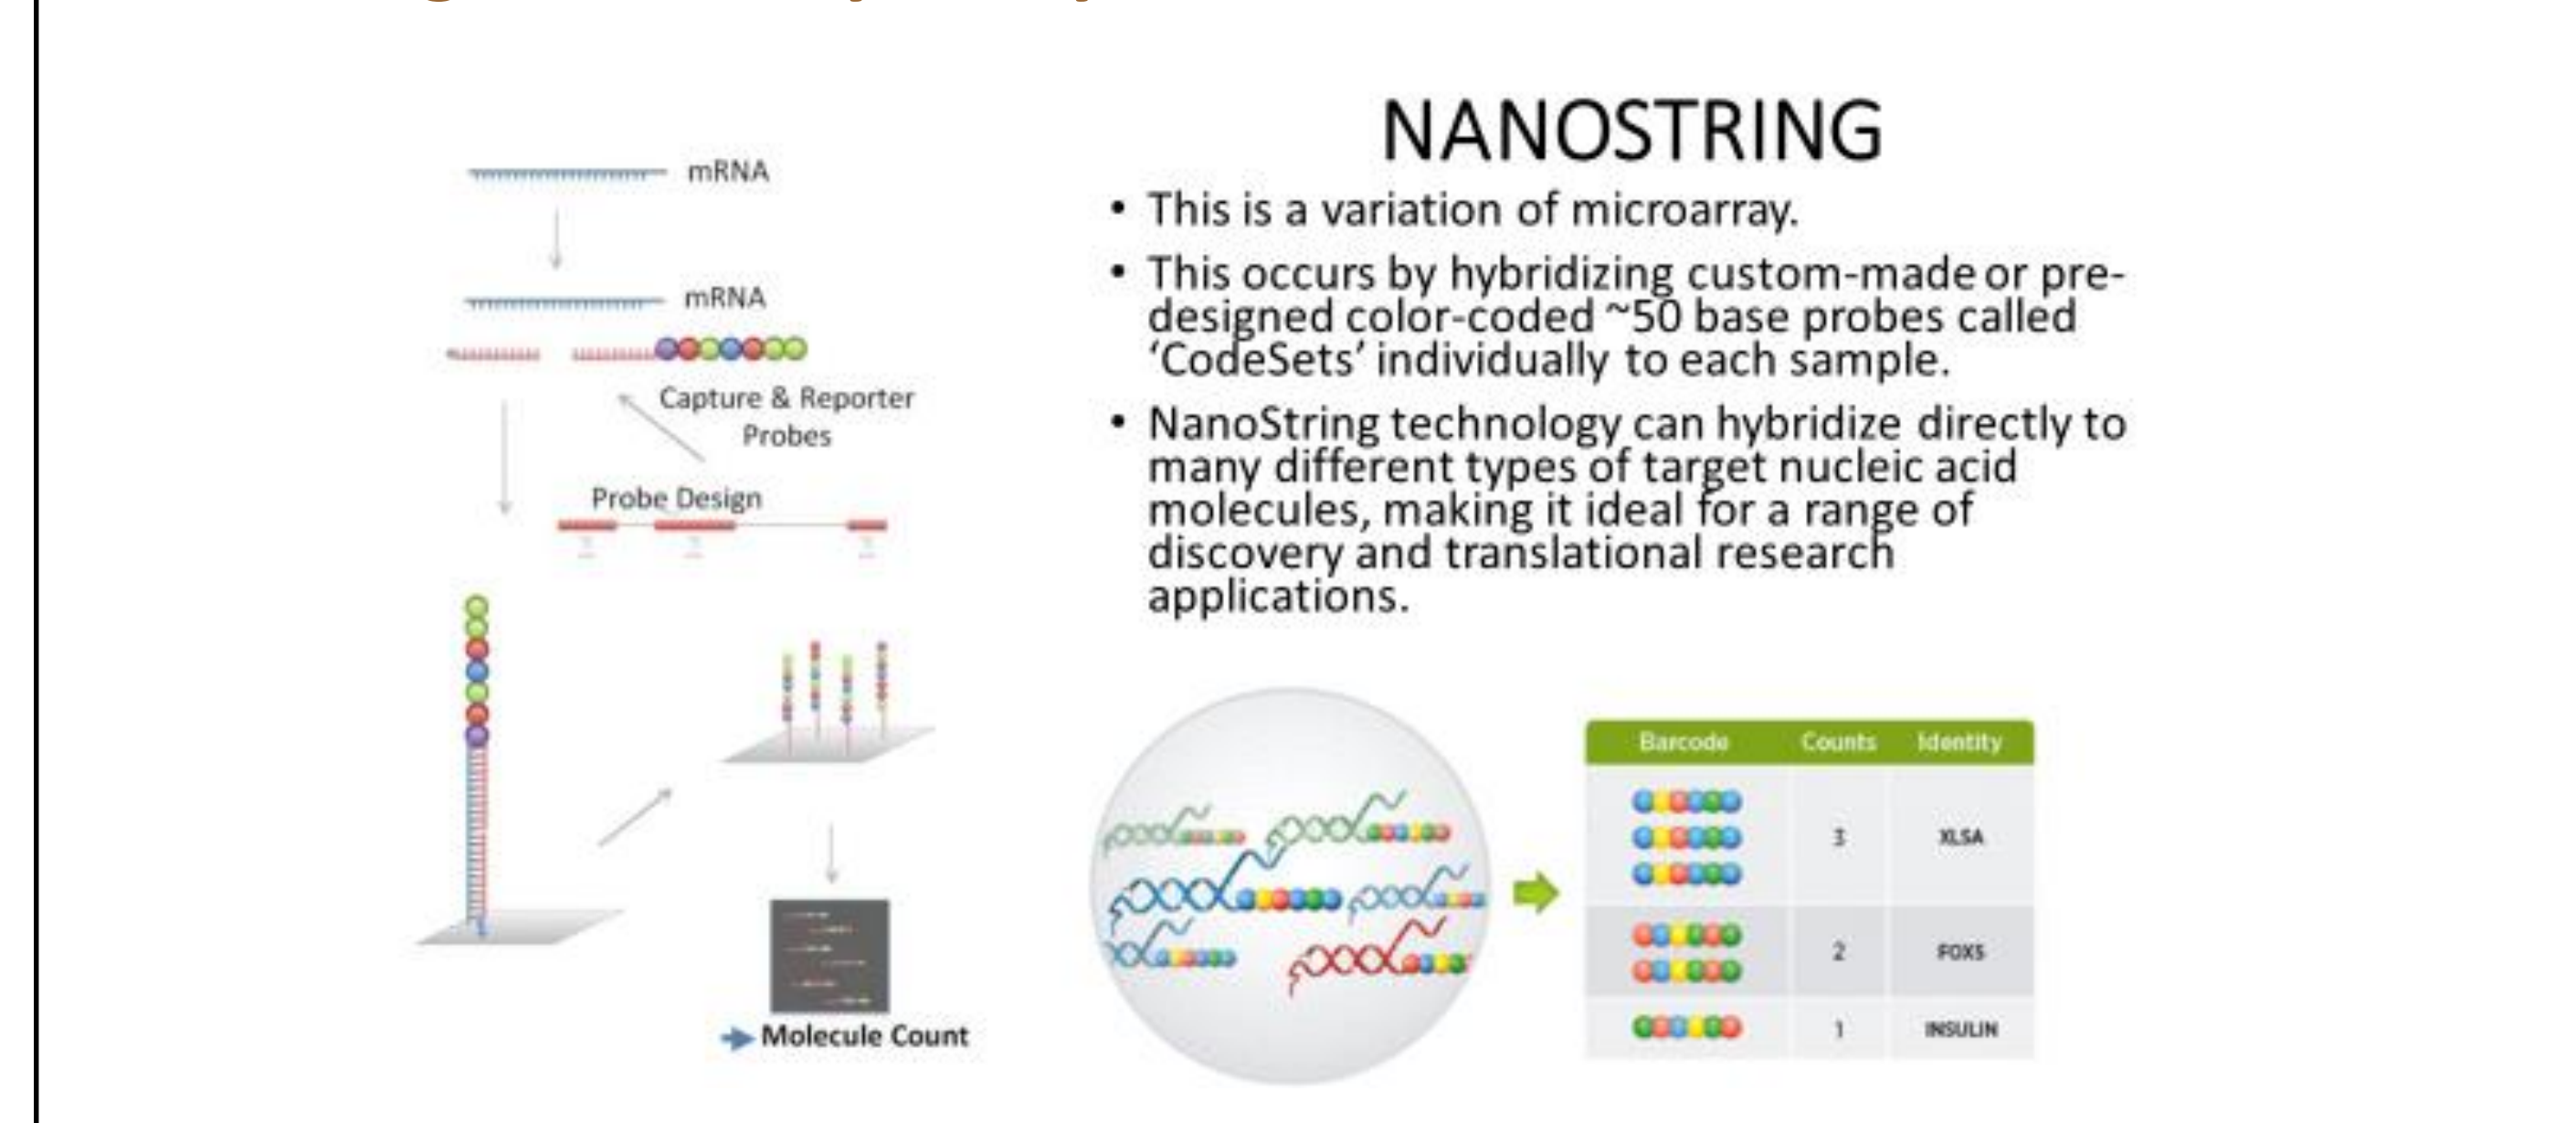 NANOSTRING
• This is a variation of microarray.
• This occurs by hybridizing custom-made or pre-
designed color-coded ~50 base probes called
‘CodeSets’ individually to each sample.
• NanoString technology can hybridize directly to
many different types of target nucleic acid
molecules, making it ideal for a range of
discovery and translational research
applications.
mRNA
mRNA
Capture & Reporter
Probes
Probe Design
Molecule Count
Barcode Counts Identity
3 XLSA
2 FOX5
1 INSULIN